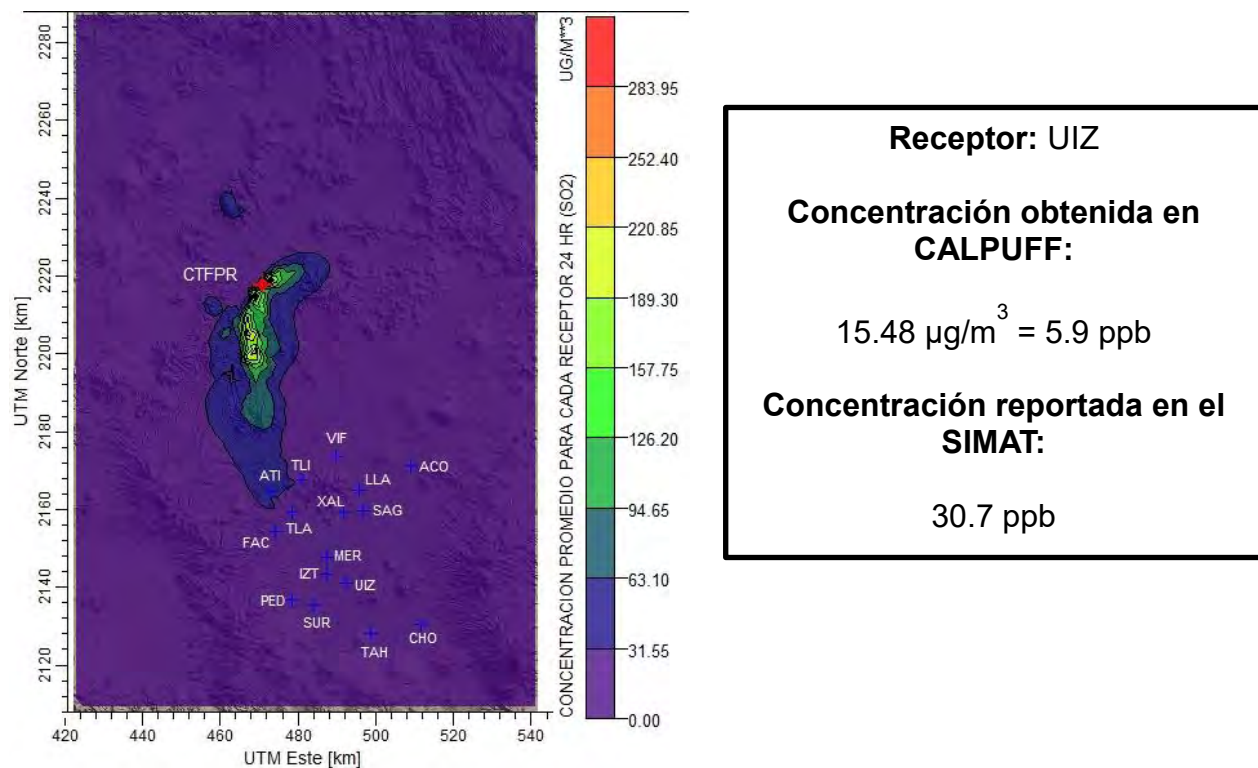 UG/M**3
CONCENTRACION PROMEDIO PARA CADA RECEPTOR 24 HR (SO2)
283.95
252.40
220.85
189.30
157.75
126.20
94.65
63.10
31.55
0.00
UTM Norte [km]
2280
2260
2240
2220
2200
2180
2160
2140
2120
CTFPR
VIF
TLI
ATI
ACO
LLA
XAL
SAG
TLA
FAC
MER
IZT
UIZ
PED
SUR
CHO
TAH
420 440 460 480 500 520 540
UTM Este [km]
Receptor: UIZ
Concentración obtenida en
CALPUFF:
15.48 µg/m³ = 5.9 ppb
Concentración reportada en el
SIMAT:
30.7 ppb